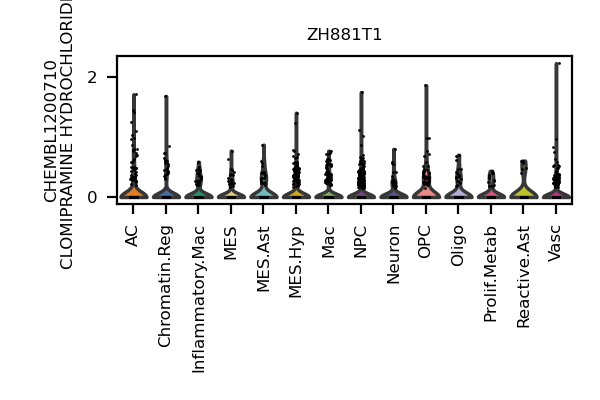 ZH881T1
CHEMBL1200710
CLOMIPRAMINE
2
0
AC
Chromatin.Reg
Inflammatory.Mac
MES
MES.Ast
MES.Hyp
Mac
NPC
Neuron
OPC
Oligo
Prolif.Metab
Reactive.Ast
Vasc